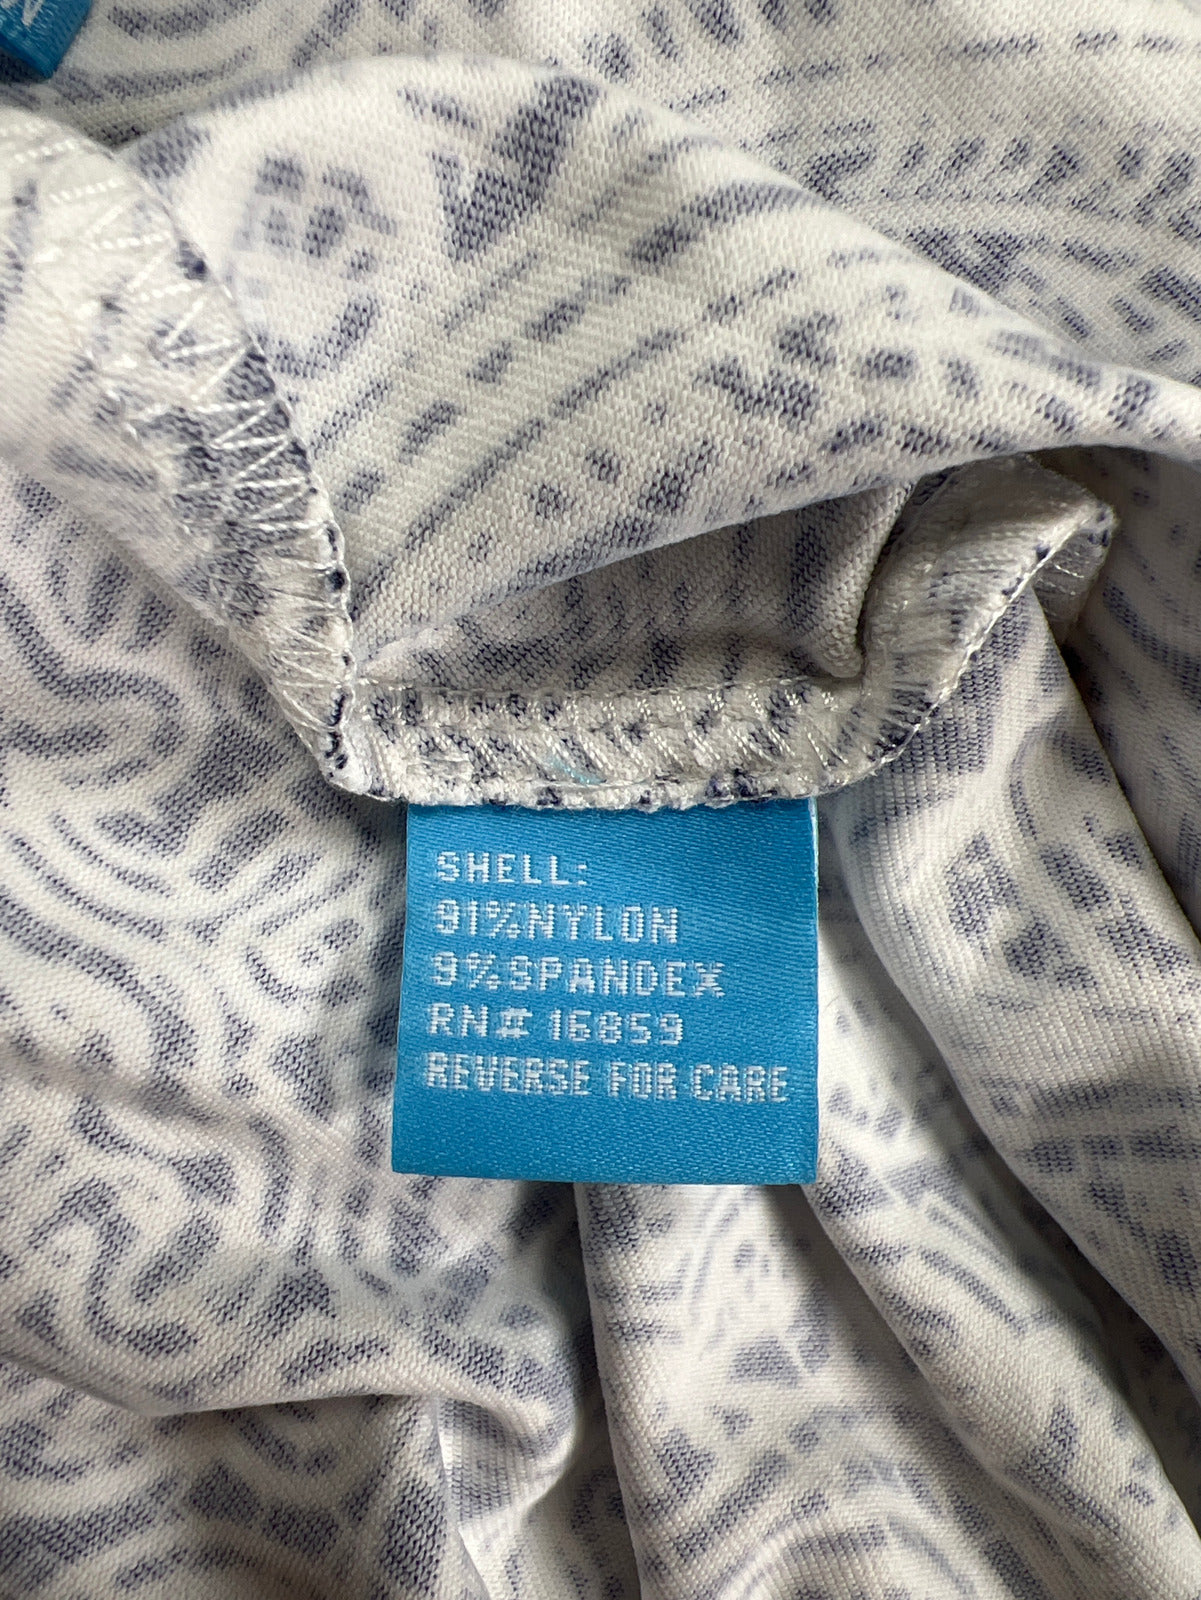 SHELL:
91%NYLON
9%SPANDEX
RN# 16859
REVERSE FOR CARE